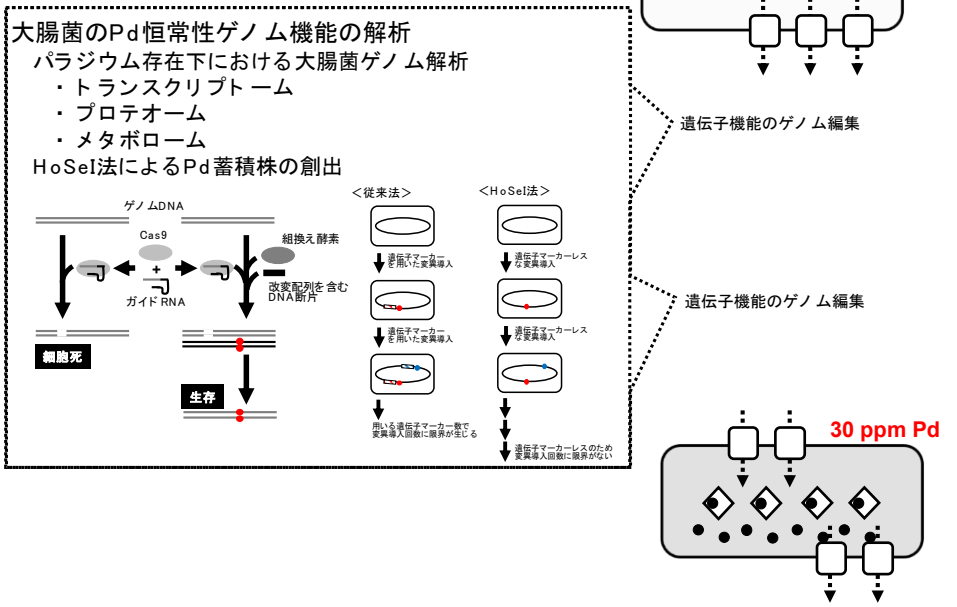 大腸菌のPd恒常性ゲノム機能の解析
パラジウム存在下における大腸菌ゲノム解析
・トランスクリプトーム
・プロテオーム
・メタボローム
HoSeI法によるPd蓄積株の創出
ゲノムDNA
Cas9
+
ガイドRNA
組換え酵素
改変配列を含む
DNA断片
細胞死
生存
＜従来法＞
遺伝子マーカー
を用いた変異導入
遺伝子マーカー
を用いた変異導入
用いる遺伝子マーカー数で
変異導入回数に限界が生じる
＜HoSeI法＞
遺伝子マーカーレス
な変異導入
遺伝子マーカーレス
な変異導入
遺伝子マーカーレスのため
変異導入回数に限界がない
遺伝子機能のゲノム編集
遺伝子機能のゲノム編集
30 ppm Pd